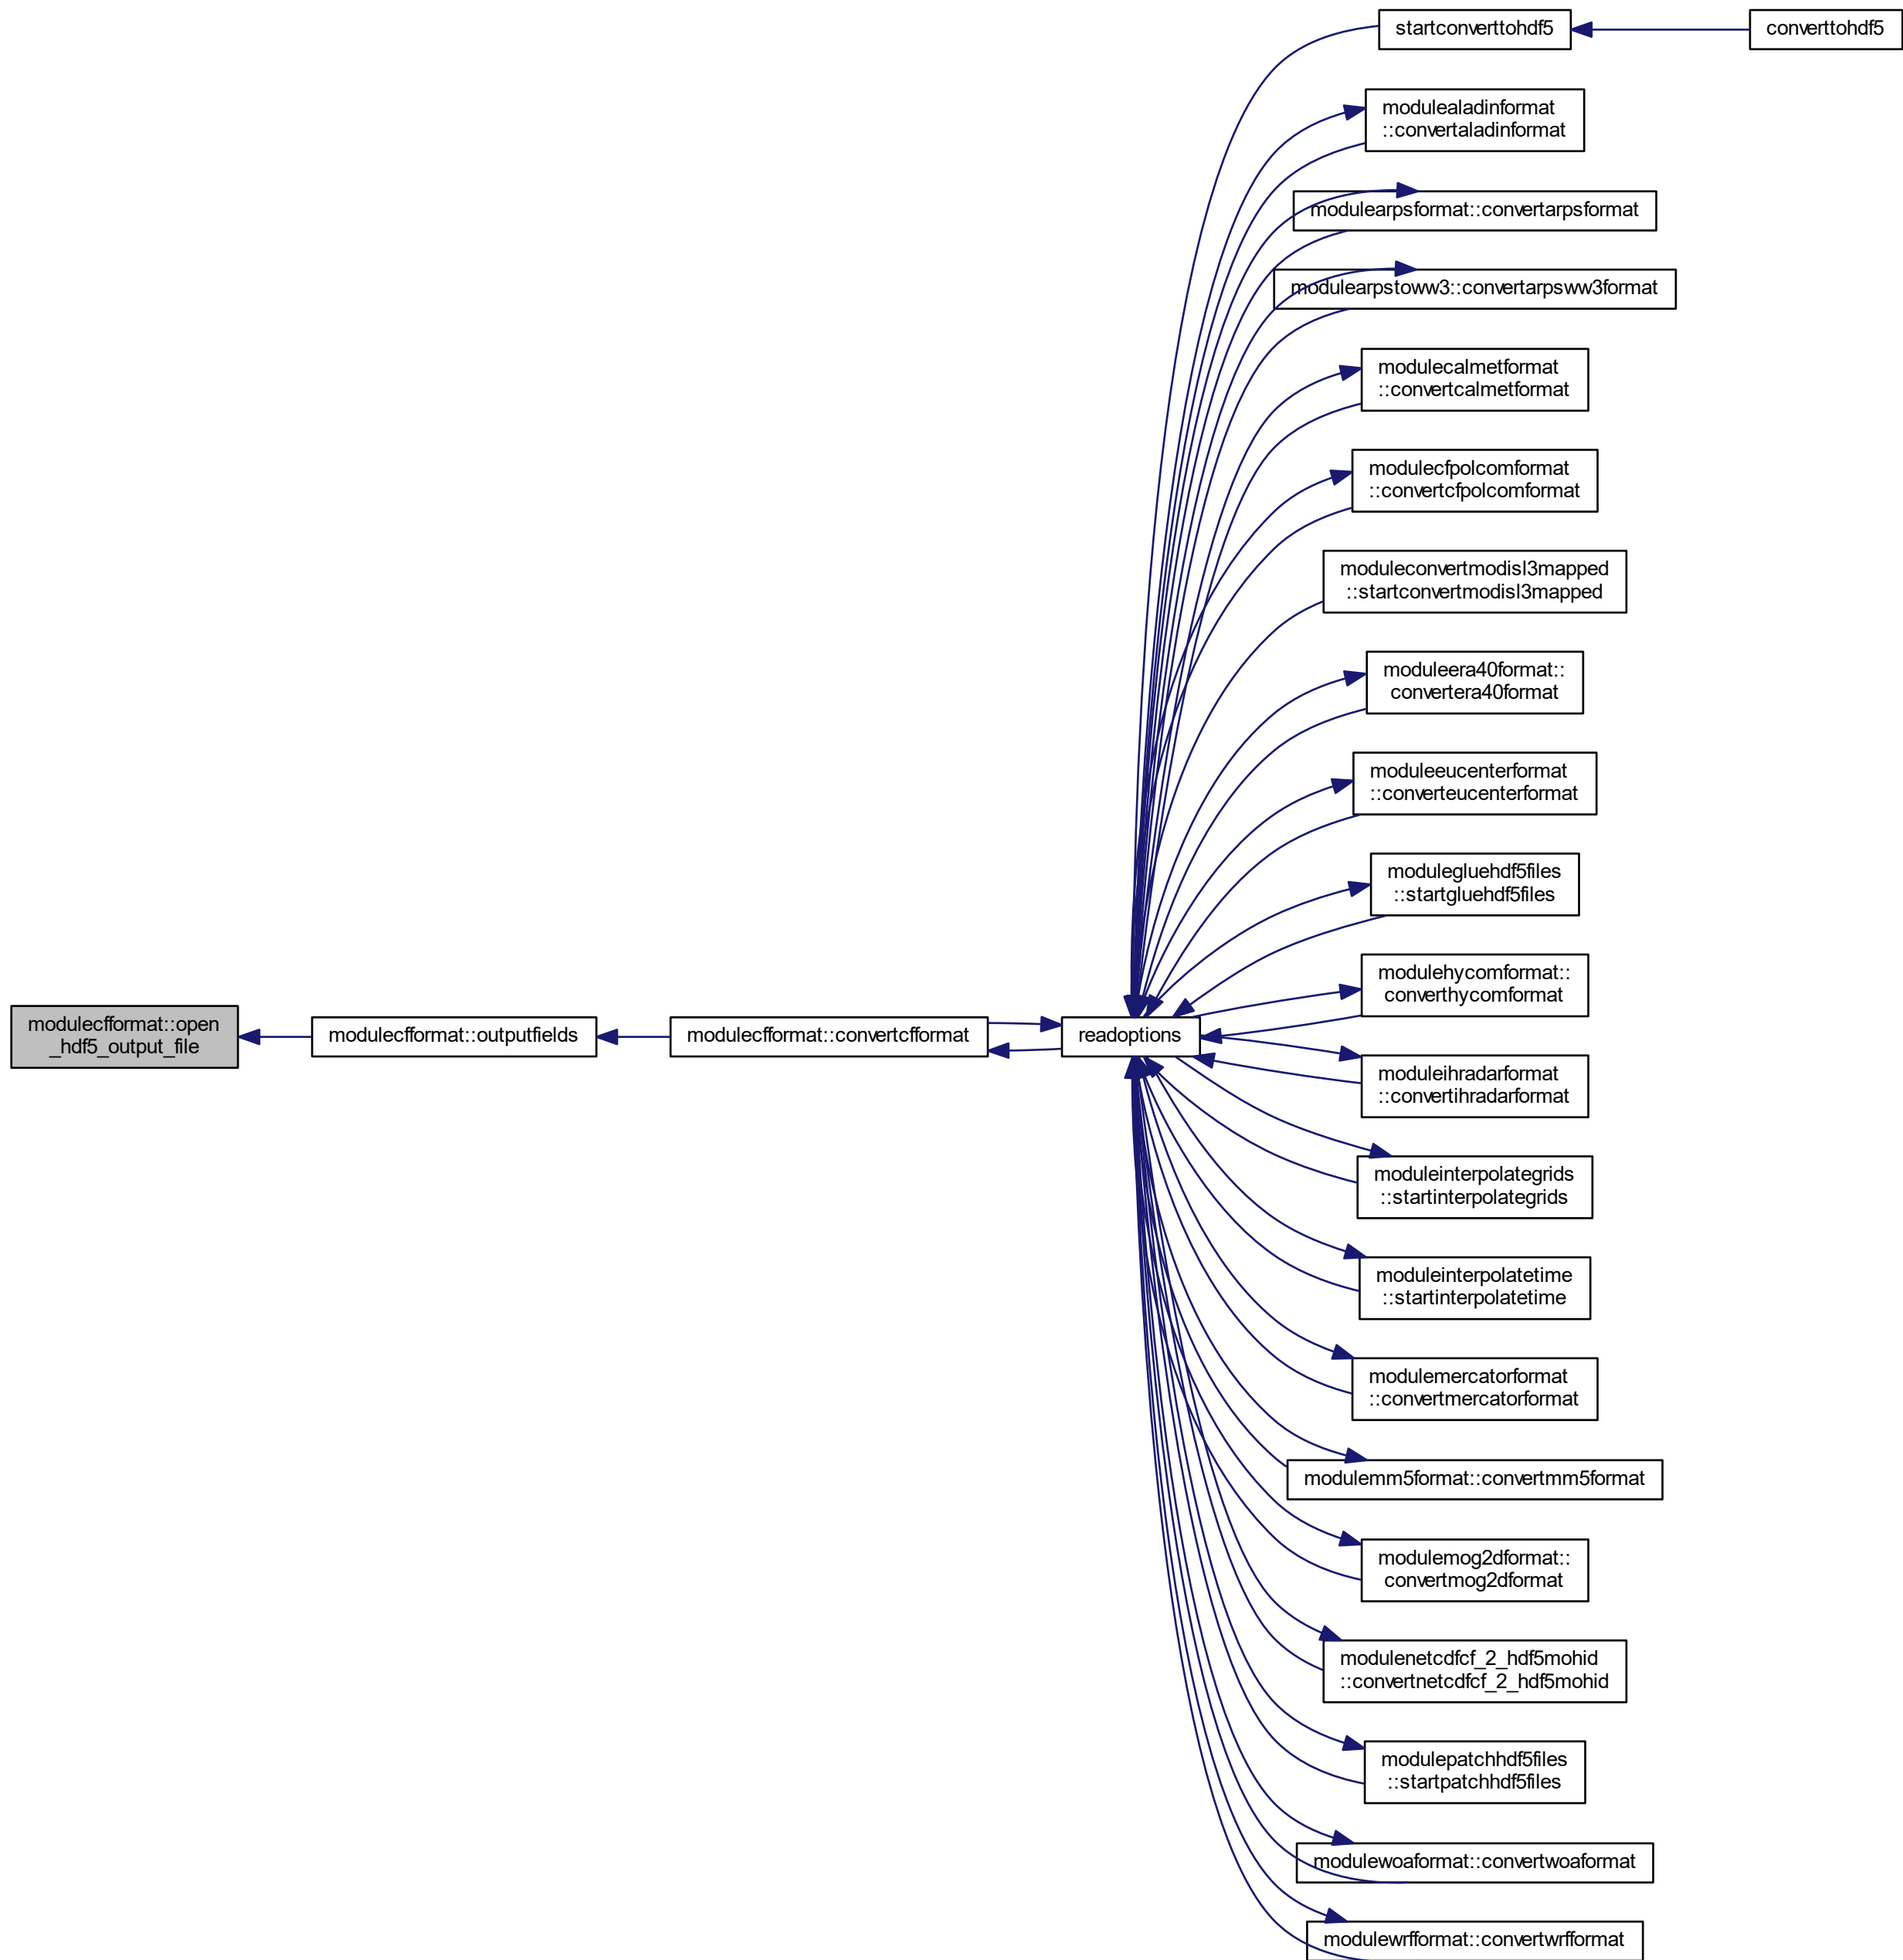 startconverttohdf5
converttohdf5
modulealadinformat
::convertaladinformat
modulearpsformat::convertarpsformat
modulearpstoww3::convertarpsww3format
modulecalmetformat
::convertcalmetformat
modulecfpolcomformat
::convertcfpolcomformat
moduleconvertmodisl3mapped
::startconvertmodisl3mapped
moduleera40format::
convertera40format
moduleeucenterformat
::converteucenterformat
modulegluehdf5files
::startgluehdf5files
modulecfformat::open
_hdf5_output_file
modulecfformat::outputfields
modulecfformat::convertcfformat
readoptions
modulehycomformat::
converthycomformat
moduleihradarformat
::convertihradarformat
moduleinterpolategrids
::startinterpolategrids
moduleinterpolatetime
::startinterpolatetime
modulemercatorformat
::convertmercatorformat
modulemm5format::convertmm5format
modulemog2dformat::
convertmog2dformat
modulenetcdfcf_2_hdf5mohid
::convertnetcdfcf_2_hdf5mohid
modulepatchhdf5files
::startpatchhdf5files
modulewoaformat::convertwoaformat
modulewrfformat::convertwrfformat